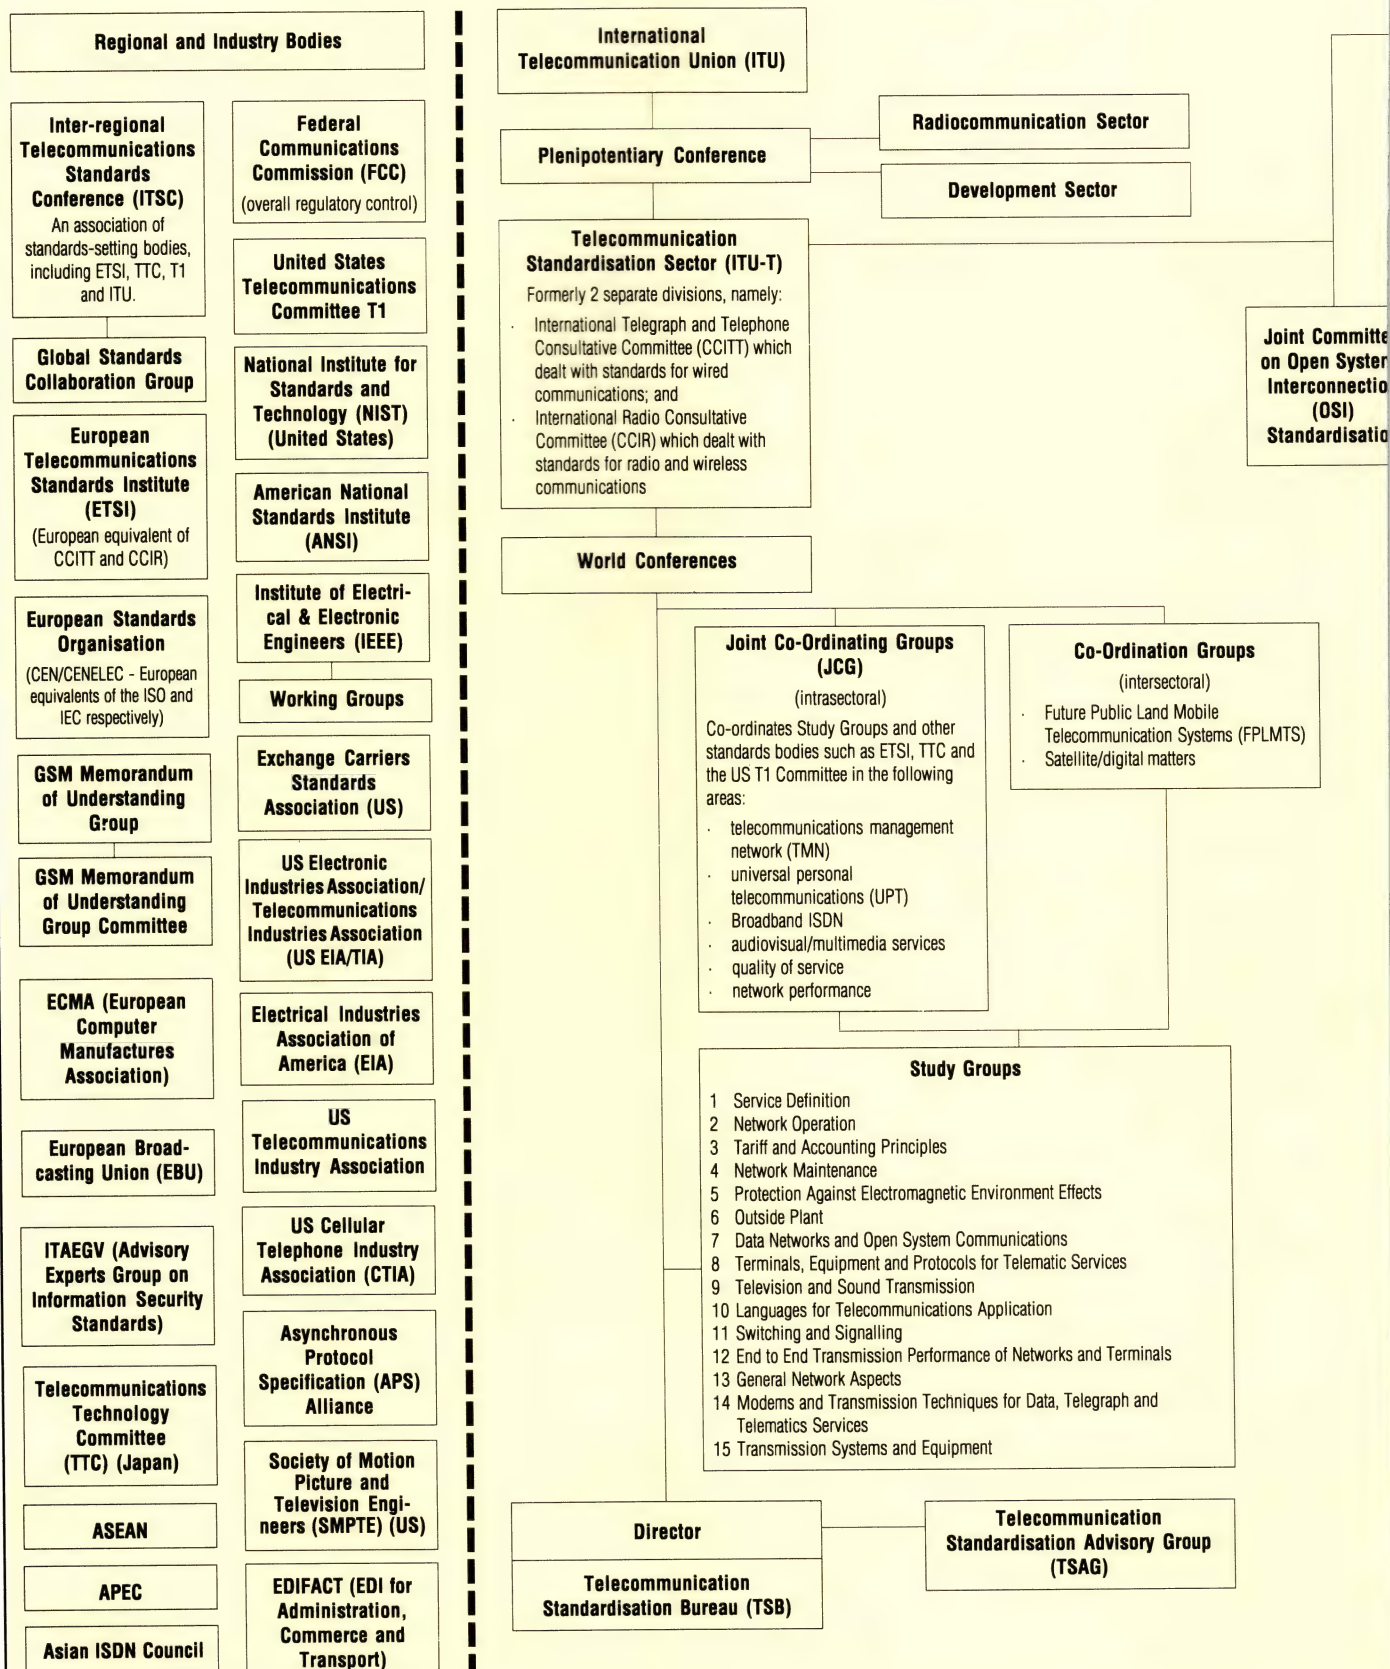 Regional and Industry Bodies
Inter-regional
Telecommunications
Standards
Conference (ITSC)
An association of
standards-setting bodies,
including ETSI, TTC, T1
and ITU.
Global Standards
Collaboration Group
European
Telecommunications
Standards Institute
(ETSI)
(European equivalent of
CCITT and CCIR)
European Standards
Organisation
(CEN/CENELEC - European
equivalents of the ISO and
IEC respectively)
GSM Memorandum
of Understanding
Group
GSM Memorandum
of Understanding
Group Committee
ECMA (European
Computer
Manufactures
Association)
European Broad-
casting Union (EBU)
ITAEGV (Advisory
Experts Group on
Information Security
Standards)
Telecommunications
Technology
Committee
(TTC) (Japan)
ASEAN
APEC
Asian ISDN Council
Federal
Communications
Commission (FCC)
(overall regulatory control)
United States
Telecommunications
Committee T1
National Institute for
Standards and
Technology (NIST)
(United States)
American National
Standards Institute
(ANSI)
Institute of Electri-
cal & Electronic
Engineers (IEEE)
Working Groups
Exchange Carriers
Standards
Association (US)
US Electronic
Industries Association/
Telecommunications
Industries Association
(US EIA/TIA)
Electrical Industries
Association of
America (EIA)
US
Telecommunications
Industry Association
US Cellular
Telephone Industry
Association (CTIA)
Asynchronous
Protocol
Specification (APS)
Alliance
Society of Motion
Picture and
Television Engi-
neers (SMPTE) (US)
EDIFACT (EDI for
Administration,
Commerce and
Transport)
International
Telecommunication Union (ITU)
Plenipotentiary Conference
Radiocommunication Sector
Development Sector
Telecommunication
Standardisation Sector (ITU-T)
Formerly 2 separate divisions, namely:
· International Telegraph and Telephone
Consultative Committee (CCITT) which
dealt with standards for wired
communications; and
· International Radio Consultative
Committee (CCIR) which dealt with
standards for radio and wireless
communications
Joint Committe
on Open System
Interconnectio
(OSI)
Standardisatio
World Conferences
Joint Co-Ordinating Groups
(JCG)
(intrasectoral)
Co-ordinates Study Groups and other
standards bodies such as ETSI, TTC and
the US T1 Committee in the following
areas:
· telecommunications management
network (TMN)
· universal personal
telecommunications (UPT)
· Broadband ISDN
· audiovisual/multimedia services
· quality of service
· network performance
Co-Ordination Groups
(intersectoral)
· Future Public Land Mobile
Telecommunication Systems (FPLMTS)
· Satellite/digital matters
Study Groups
1 Service Definition
2 Network Operation
3 Tariff and Accounting Principles
4 Network Maintenance
5 Protection Against Electromagnetic Environment Effects
6 Outside Plant
7 Data Networks and Open System Communications
8 Terminals, Equipment and Protocols for Telematic Services
9 Television and Sound Transmission
10 Languages for Telecommunications Application
11 Switching and Signalling
12 End to End Transmission Performance of Networks and Terminals
13 General Network Aspects
14 Modems and Transmission Techniques for Data, Telegraph and
Telematics Services
15 Transmission Systems and Equipment
Director
Telecommunication
Standardisation Bureau (TSB)
Telecommunication
Standardisation Advisory Group
(TSAG)